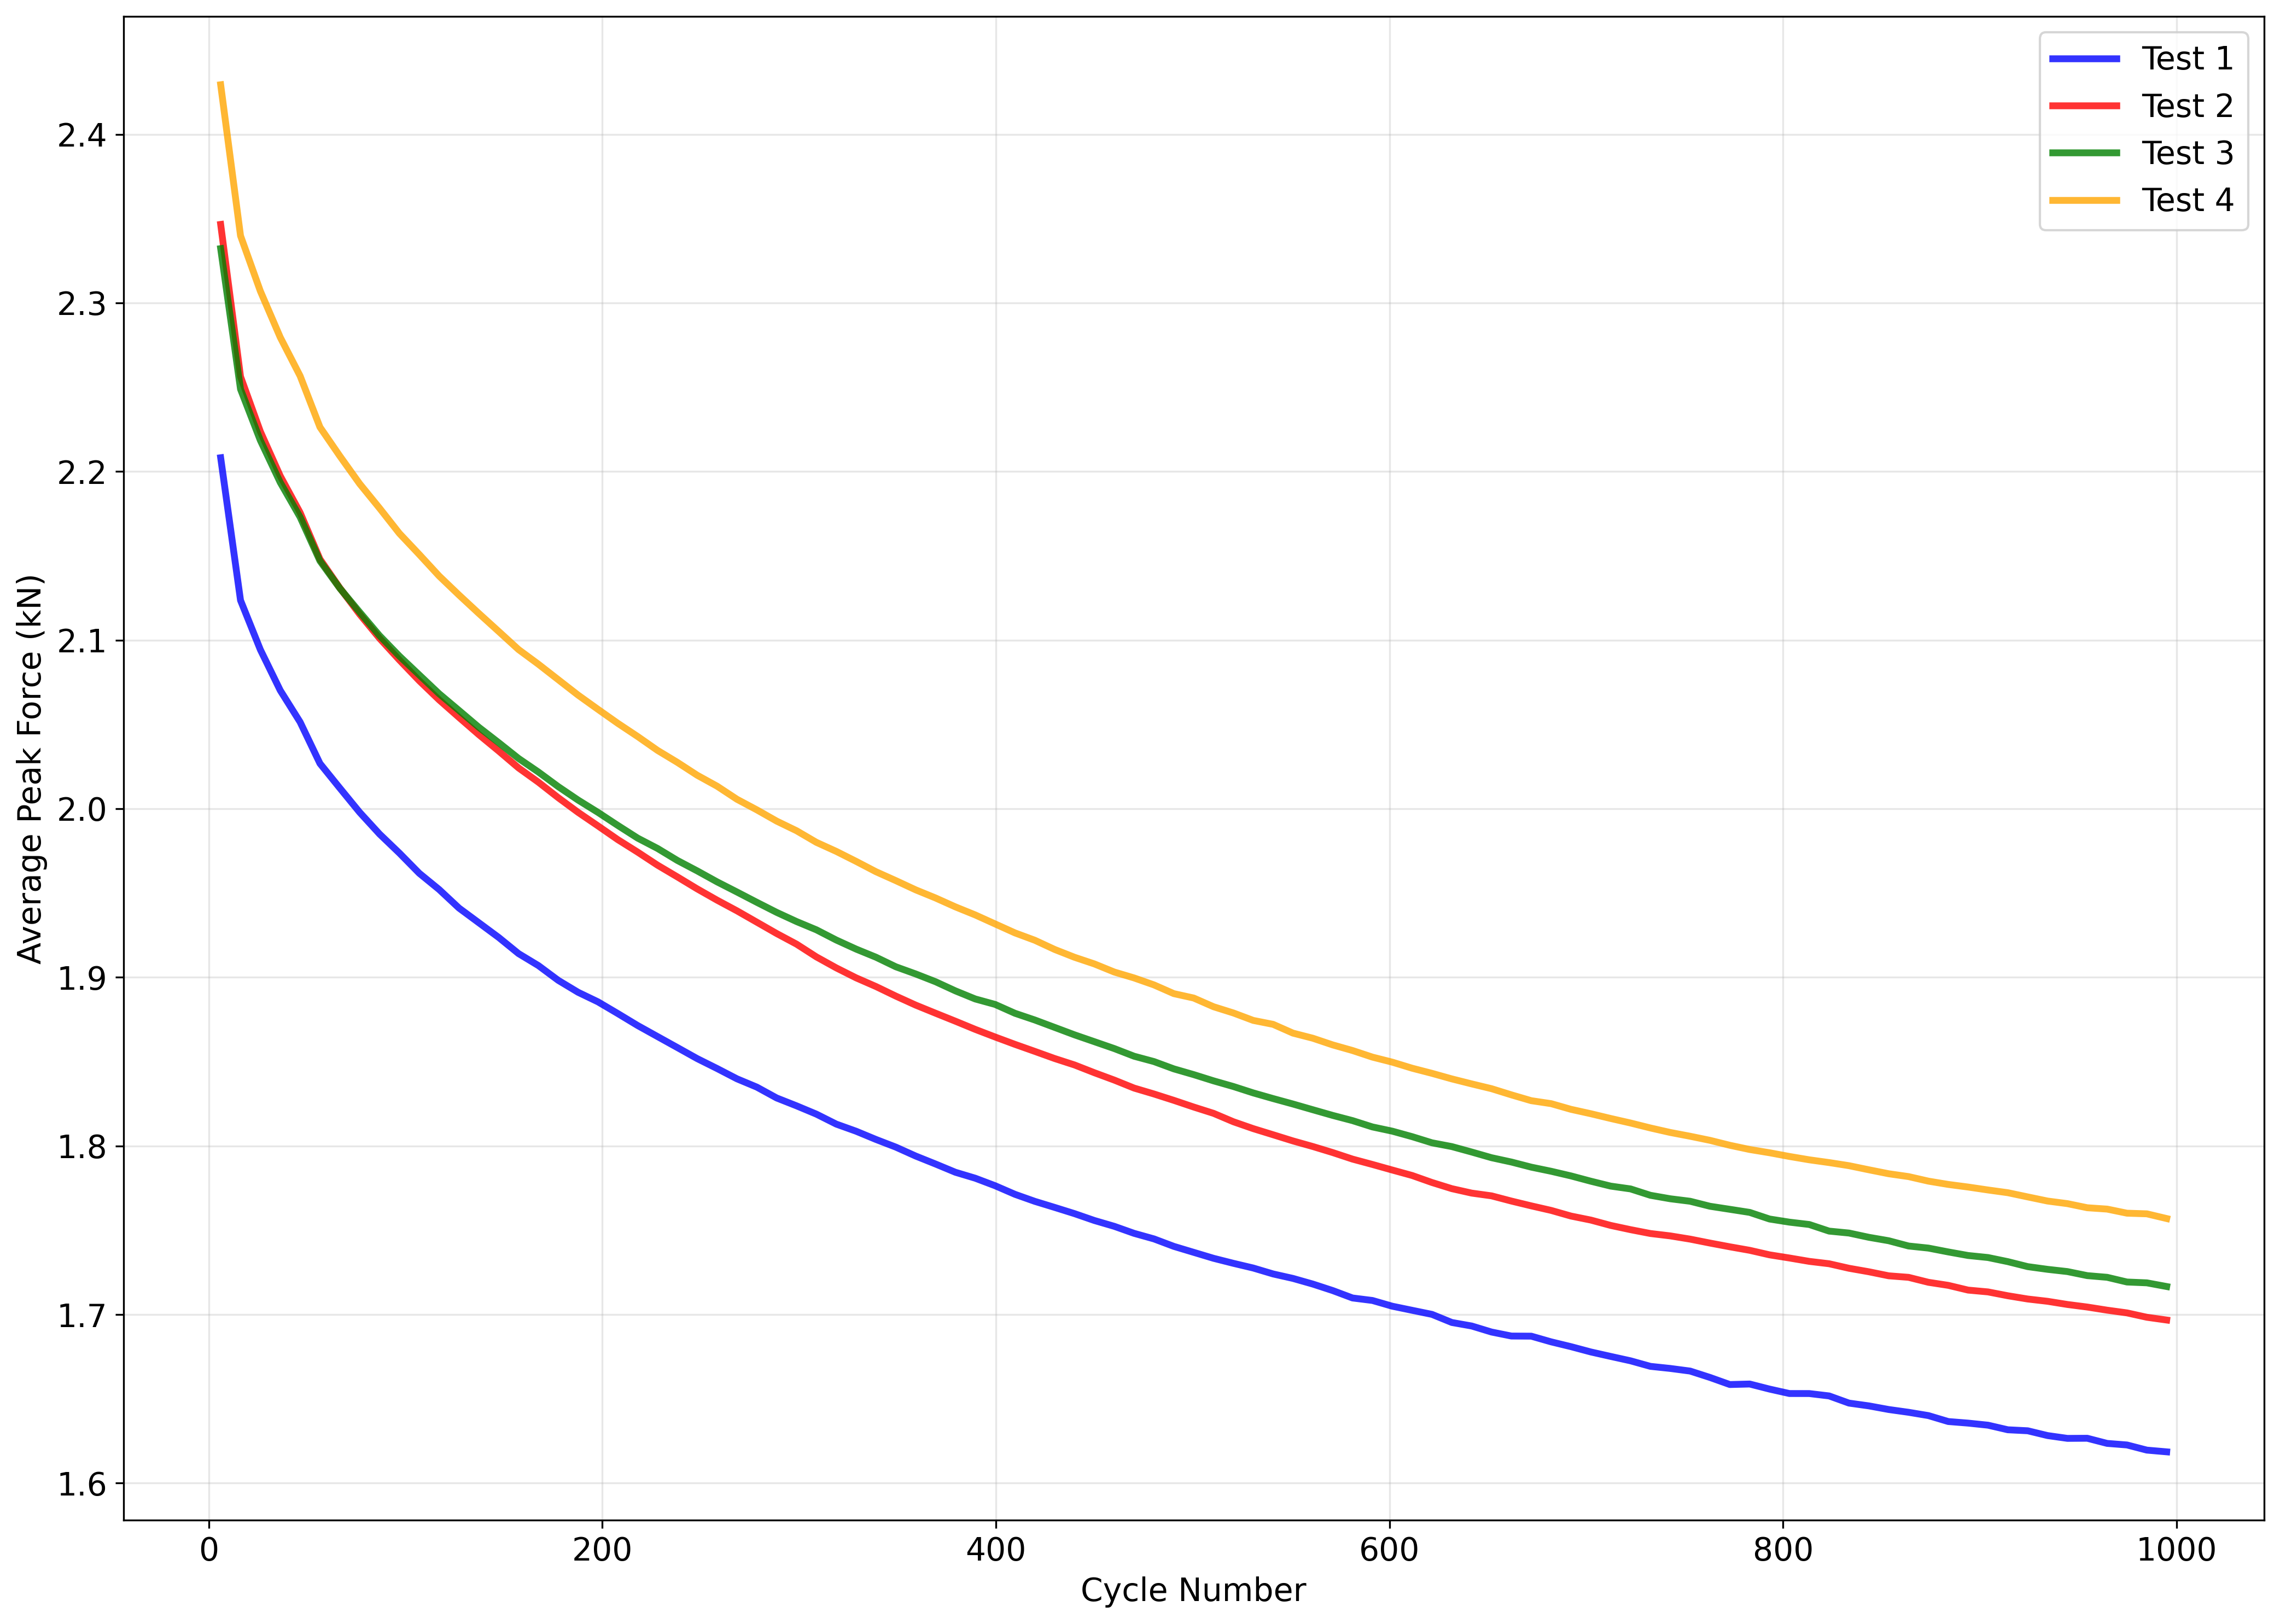 Test 1
Test 2
Test 3
Test 4
2.4
2.3
2.2
2.1
2.0
1.9
1.8
1.7
1.6
Average Peak Force (kN)
0 200 400 600 800 1000
Cycle Number